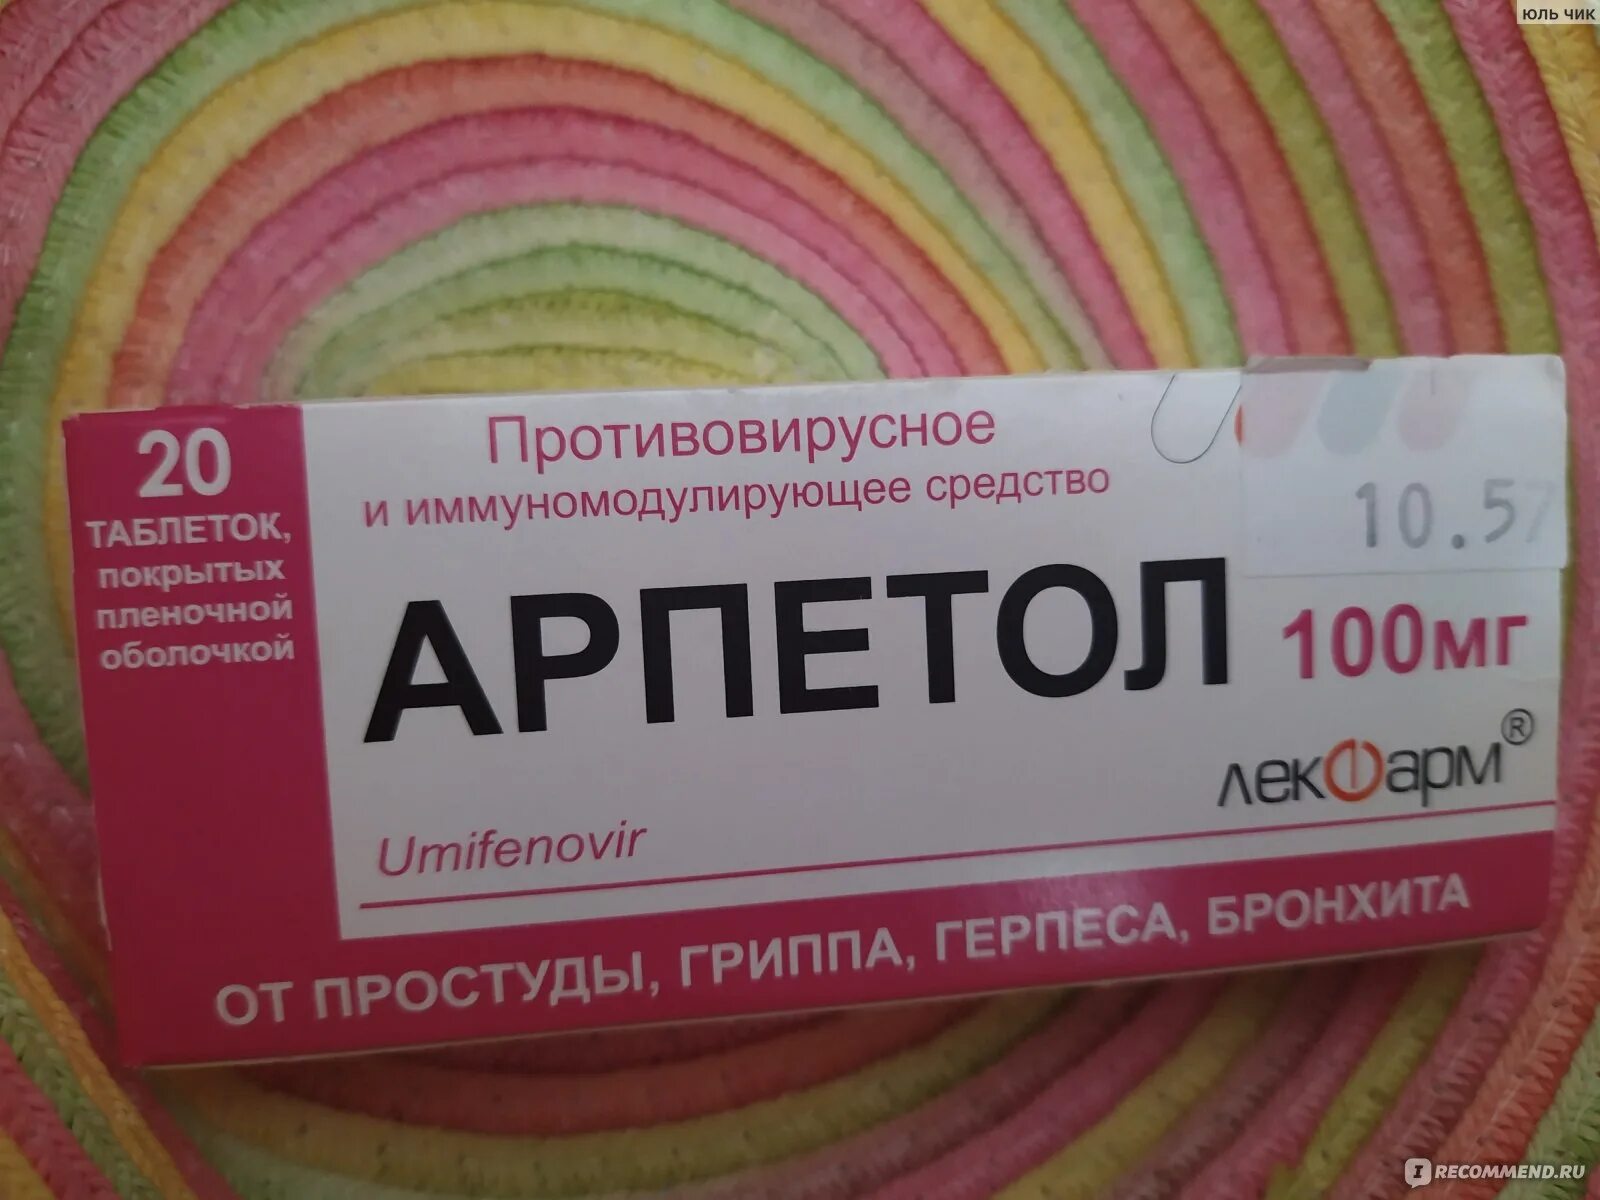 ЮЛЬ ЧИК
20
ТАБЛЕТОК,
ПОКРЫТЫХ
ПЛЕНОЧНОЙ
ОБОЛОЧКОЙ
Противовирусное
и иммуномодулирующее средство
10.57
АРПЕТОЛ 100мг
лекФарм®
Umifenovir
ОТ ПРОСТУДЫ, ГРИППА, ГЕРПЕСА, БРОНХИТА
IRECOMMEND.RU